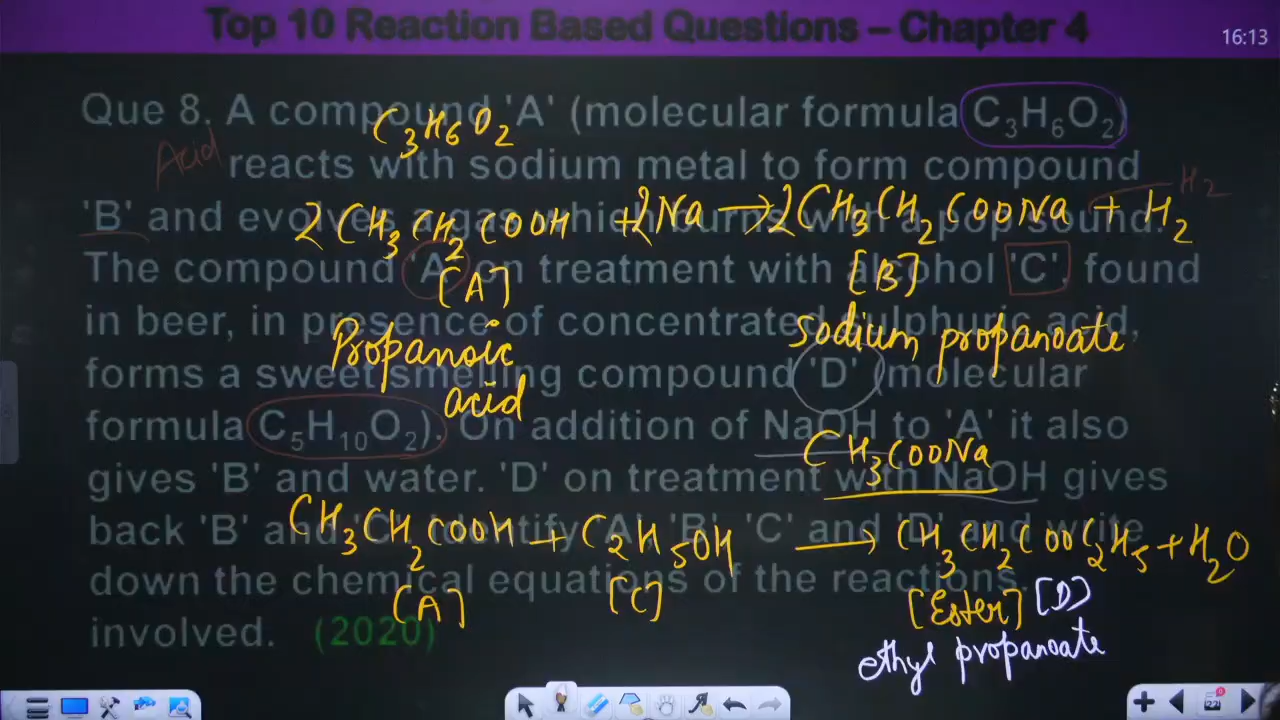 Top 10 Reaction Based Questions – Chapter 4
16:13
Que 8. A compound 'A' (molecular formula C₃H₆O₂)
C₃H₆O₂
Acid
reacts with sodium metal to form compound
H₂
'B' and evolves a gas which burns with a pop sound.
2CH₃CH₂COOH + 2Na → 2CH₃CH₂COONa + H₂
The compound 'A' on treatment with alcohol 'C', found
[A] [B]
in beer, in presence of concentrated sulphuric acid,
Propanoic acid
sodium propanoate
forms a sweet smelling compound 'D' (molecular
formula C₅H₁₀O₂). On addition of NaOH to 'A' it also
CH₃COONa
gives 'B' and water. 'D' on treatment with NaOH gives
back 'B' and 'C'. Identify 'A', 'B', 'C' and 'D' and write
CH₃CH₂COOH + C₂H₅OH → CH₃CH₂COOC₂H₅ + H₂O
down the chemical equations of the reactions
[A] [C] [Ester] [D]
involved. (2020)
ethyl propanoate